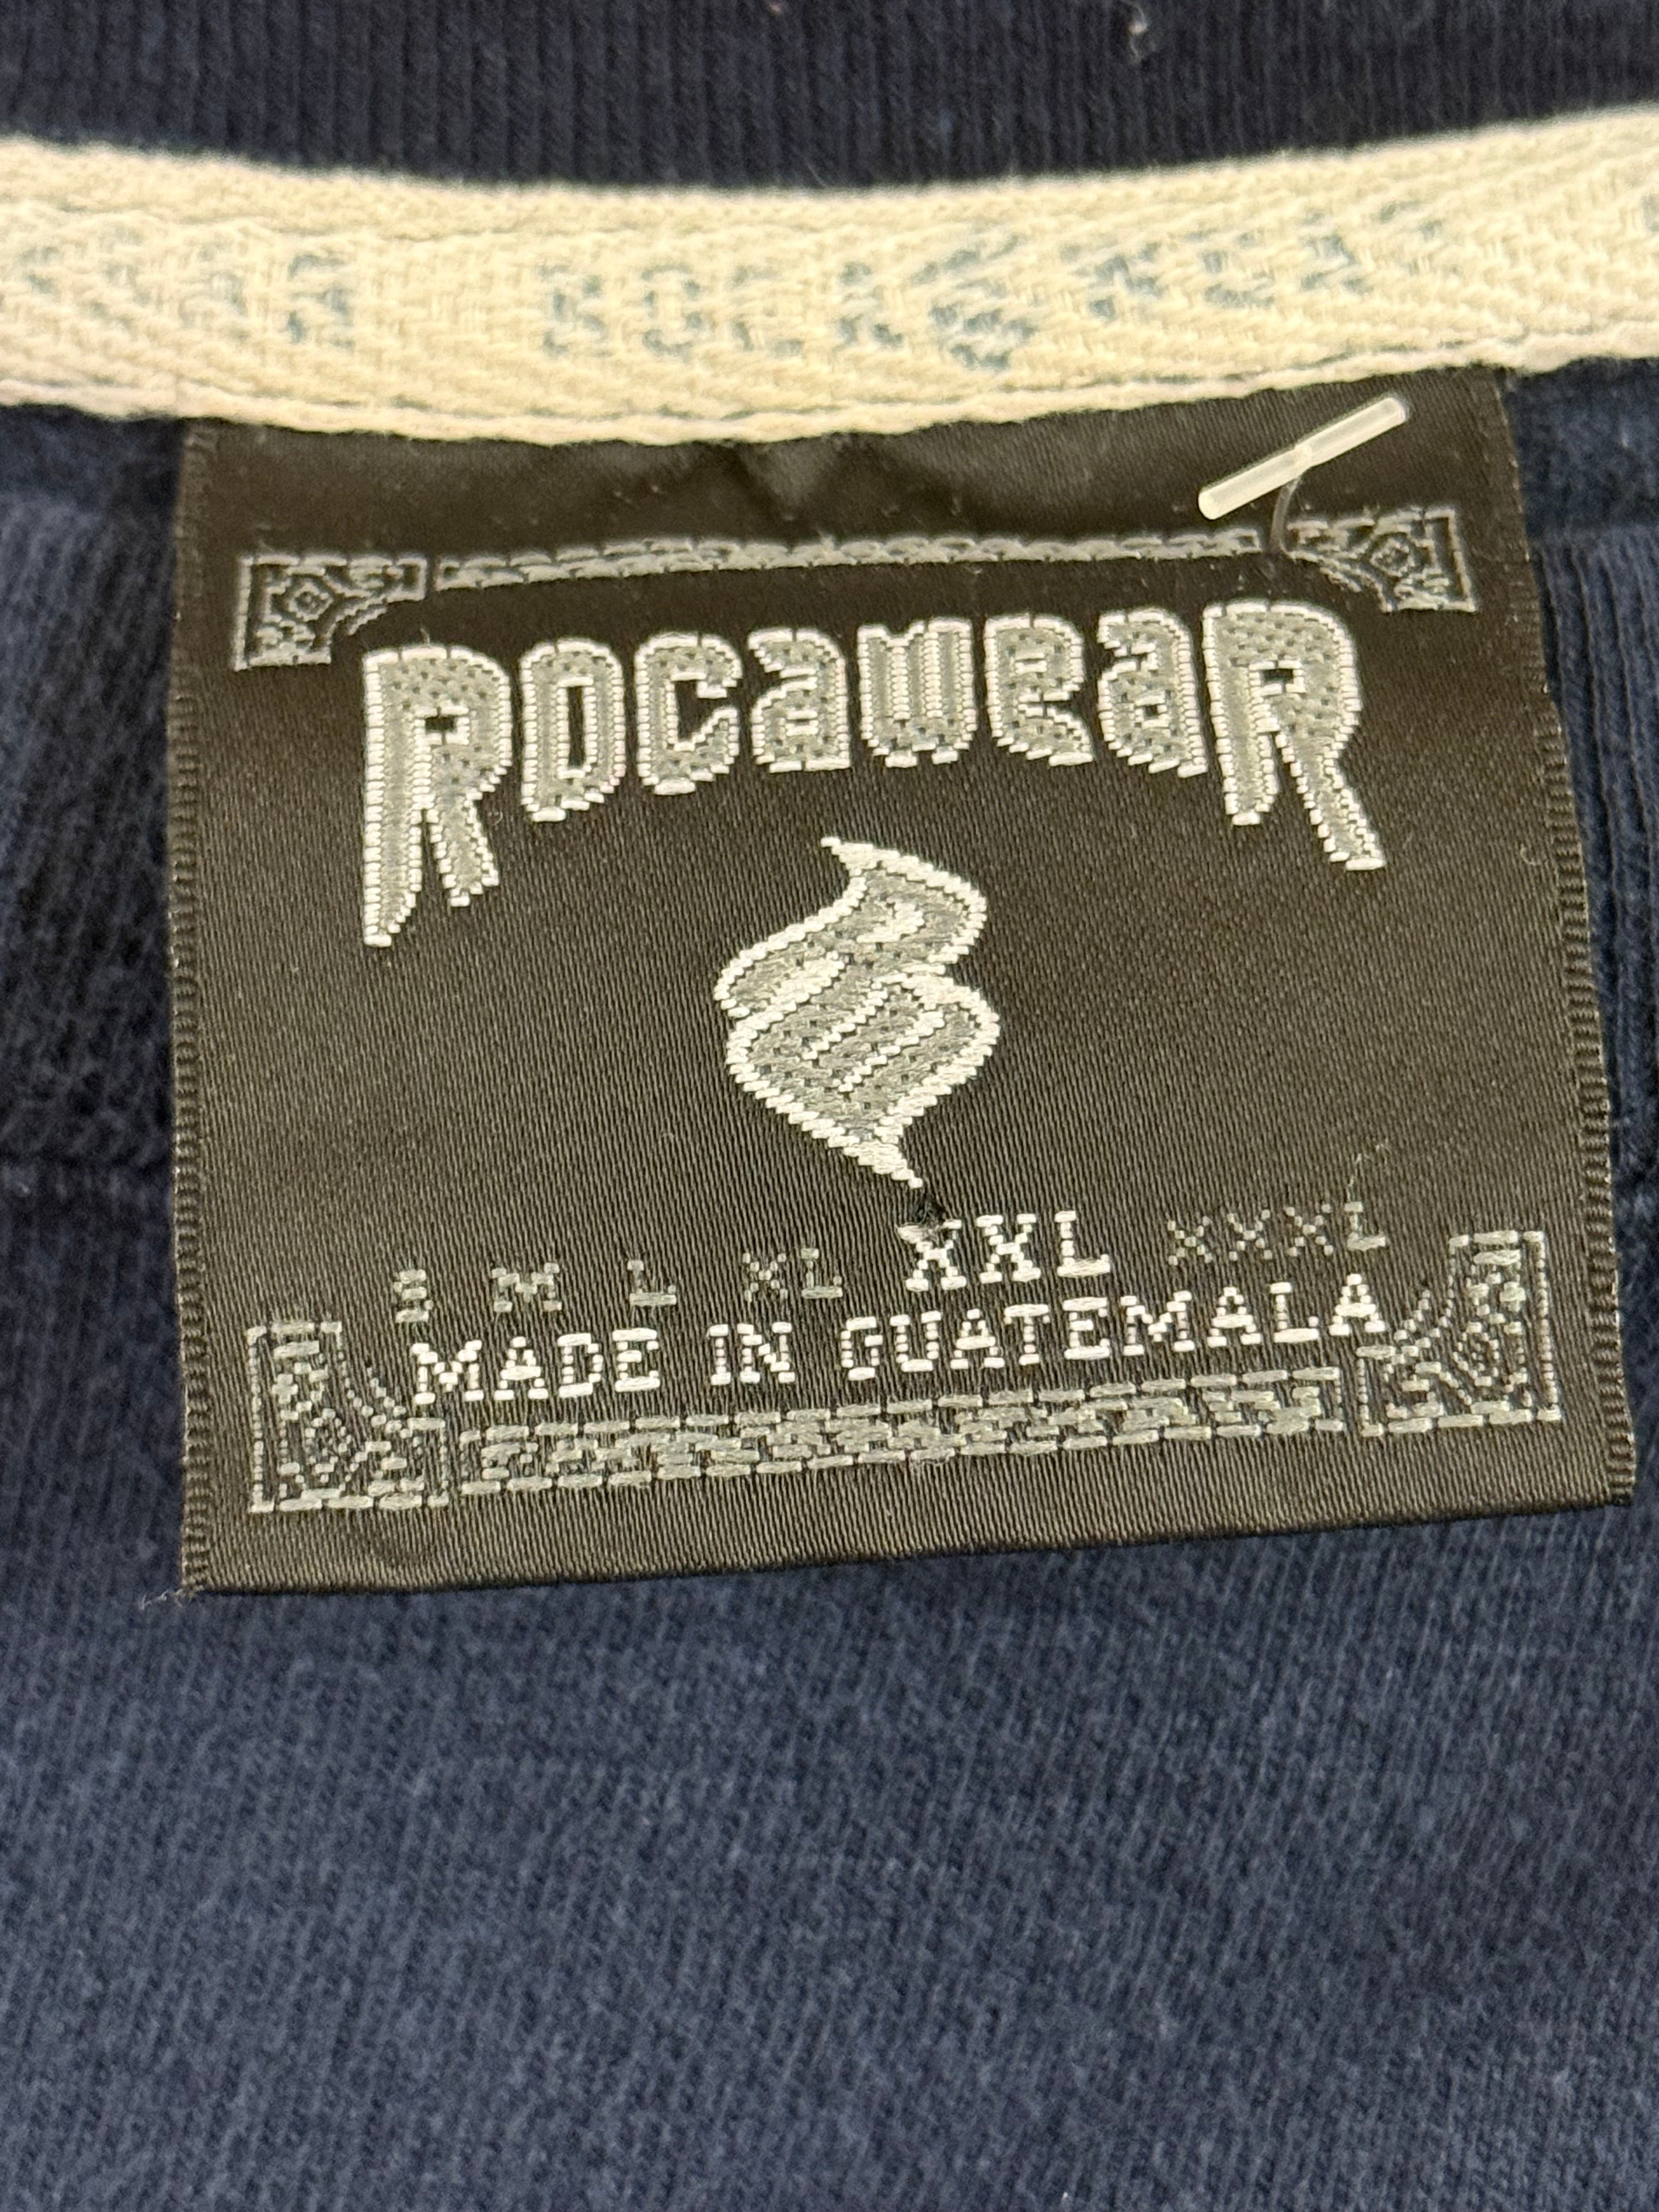 ROCAWEAR
S M L XL XXL XXXL
MADE IN GUATEMALA